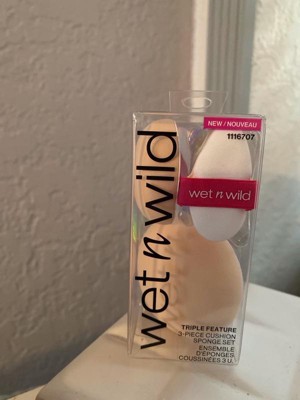 NEW / NOUVEAU
1116707
wet n wild
wet n wild
TRIPLE FEATURE
3-PIECE CUSHION
SPONGE SET
ENSEMBLE
D'ÉPONGES
COUSSINÉES 3 U.